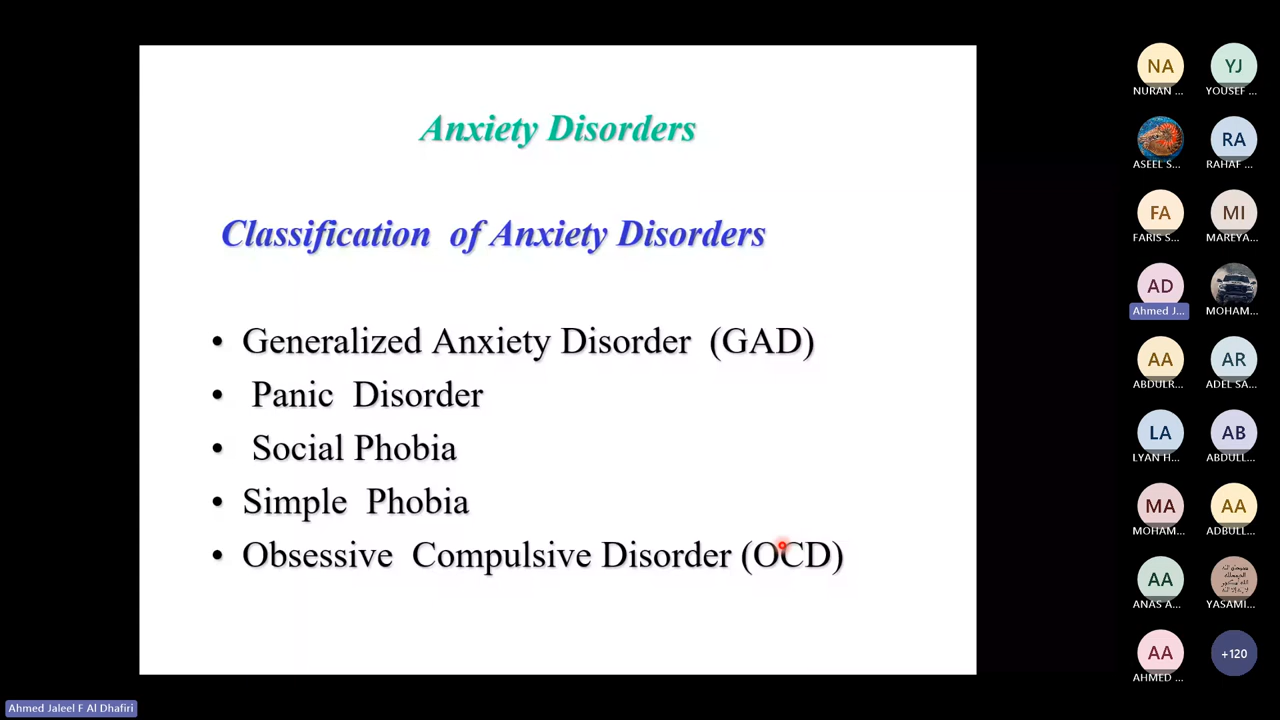 Anxiety Disorders
Classification of Anxiety Disorders
• Generalized Anxiety Disorder (GAD)
• Panic Disorder
• Social Phobia
• Simple Phobia
• Obsessive Compulsive Disorder (OCD)
NA YJ
NURAN ... YOUSEF ...
RA
ASEEL S... RAHAF ...
FA MI
FARIS S... MAREYA...
AD
Ahmed J... MOHAM...
AA AR
ABDULR... ADEL SA...
LA AB
LYAN H... ABDULL...
MA AA
MOHAM... ADBULL...
AA
ANAS A... YASAMI...
AA +120
AHMED ...
Ahmed Jaleel F Al Dhafiri